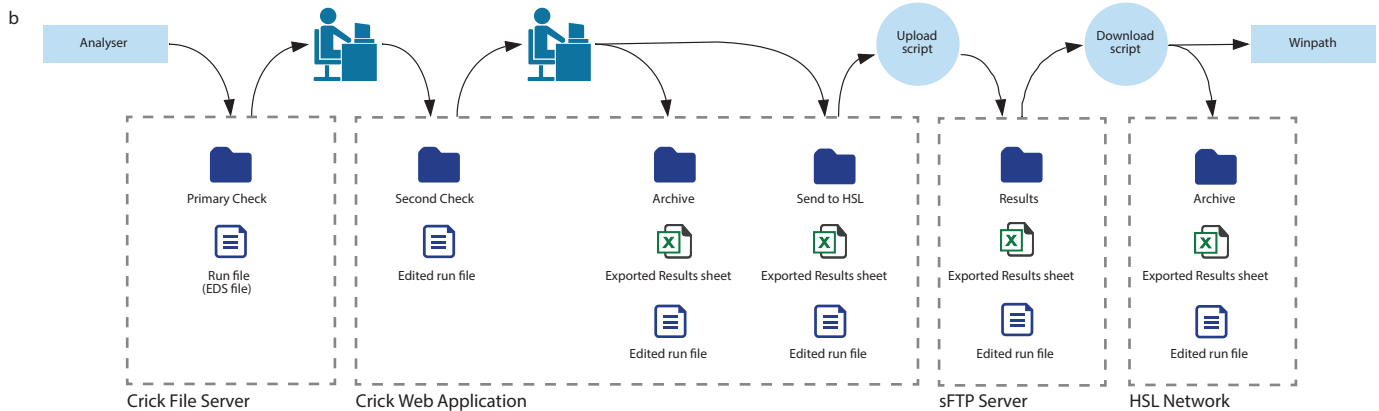 b
Analyser
Upload
script
Download
script
Winpath
Primary Check
Second Check
Archive
Send to HSL
Results
Archive
Run file
(EDS file)
Edited run file
Exported Results sheet
Exported Results sheet
Exported Results sheet
Exported Results sheet
Edited run file
Edited run file
Edited run file
Edited run file
Crick File Server
Crick Web Application
sFTP Server
HSL Network